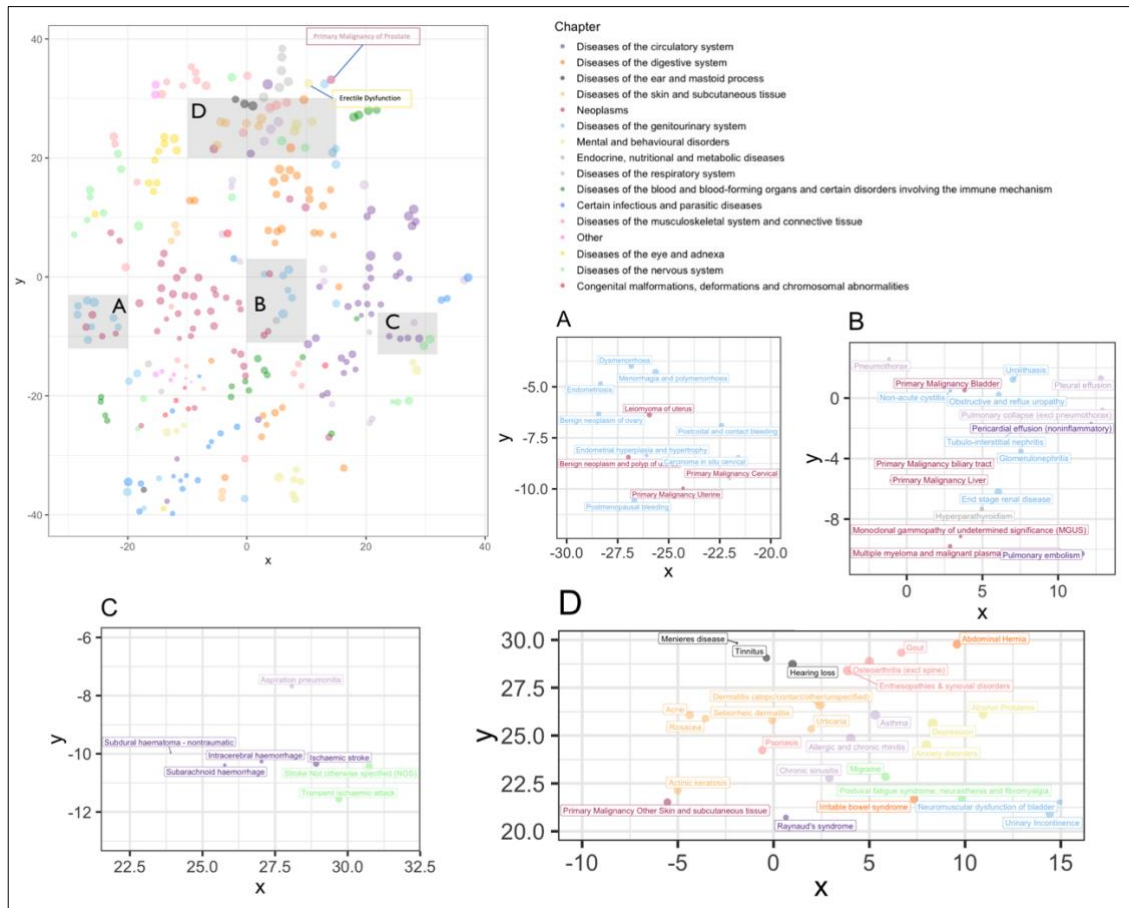 Primary Malignancy of Prostate
Erectile Dysfunction
40
20
0
-20
-40
y
D
A
B
C
-20
0
20
40
x
Chapter
Diseases of the circulatory system
Diseases of the digestive system
Diseases of the ear and mastoid process
Diseases of the skin and subcutaneous tissue
Neoplasms
Diseases of the genitourinary system
Mental and behavioural disorders
Endocrine, nutritional and metabolic diseases
Diseases of the respiratory system
Diseases of the blood and blood-forming organs and certain disorders involving the immune mechanism
Certain infectious and parasitic diseases
Diseases of the musculoskeletal system and connective tissue
Other
Diseases of the eye and adnexa
Diseases of the nervous system
Congenital malformations, deformations and chromosomal abnormalities
A
Dysmenorrhoea
Menorrhagia and polymenorrhoea
Endometriosis
Leiomyoma of uterus
Benign neoplasm of ovary
Postcoital and contact bleeding
Endometrial hyperplasia and hypertrophy
Carcinoma in situ cervical
Benign neoplasm and polyp of
Primary Malignancy Cervical
Primary Malignancy Uterine
Postmenopausal bleeding
-5.0
-7.5
-10.0
y
-30.0
-27.5
-25.0
-22.5
-20.0
x
B
Pneumothorax
Urolithiasis
Primary Malignancy Bladder
Pleural effusion
Non-acute cystitis
Obstructive and reflux uropathy
Pulmonary collapse (excl pneumothorax)
Pericardial effusion (noninflammatory)
Tubulo-interstitial nephritis
Glomerulonephritis
Primary Malignancy biliary tract
Primary Malignancy Liver
End stage renal disease
Hyperparathyroidism
Monoclonal gammopathy of undetermined significance (MGUS)
Multiple myeloma and malignant plasma
Pulmonary embolism
0
-4
-8
y
0
5
10
x
C
Aspiration pneumonitis
Subdural haematoma - nontraumatic
Intracerebral haemorrhage
Ischaemic stroke
Subarachnoid haemorrhage
Stroke Not otherwise specified (NOS)
Transient ischaemic attack
-6
-8
-10
-12
y
22.5
25.0
27.5
30.0
32.5
x
D
Menieres disease
Tinnitus
Hearing loss
Gout
Abdominal Hernia
Osteoarthritis (excl spine)
Enthesopathies & synovial disorders
Dermatitis (atopc/contact/other/unspecified)
Acne
Seborrheic dermatitis
Rosacea
Urticaria
Asthma
Alcohol Problems
Depression
Psoriasis
Allergic and chronic rhinitis
Anxiety disorders
Chronic sinusitis
Migraine
Actinic keratosis
Postviral fatigue syndrome, neurasthenia and fibromyalgia
Primary Malignancy Other Skin and subcutaneous tissue
Irritable bowel syndrome
Neuromuscular dysfunction of bladder
Raynaud's syndrome
Urinary Incontinence
30.0
27.5
25.0
22.5
20.0
y
-10
-5
0
5
10
15
x